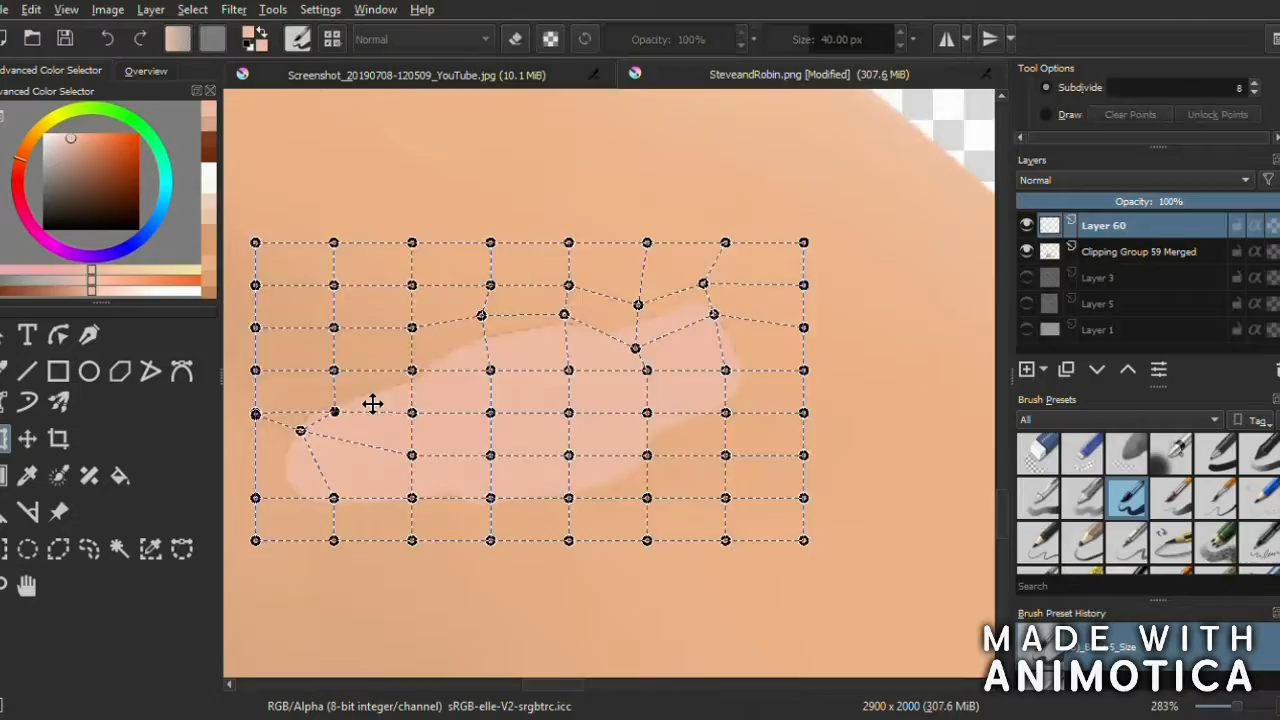 Edit View Image Layer Select Filter Tools Settings Window Help
Normal Opacity: 100% Size: 40.00 px
Advanced Color Selector Overview
Screenshot_20190708-120509_YouTube.jpg (10.1 MiB) SteveandRobin.png [Modified] (307.6 MiB)
Advanced Color Selector
Tool Options
Subdivide 8
Draw Clear Points Unlock Points
Layers
Normal
Opacity: 100%
Layer 60
Clipping Group 59 Merged
Layer 3
Layer 5
Layer 1
Brush Presets
All Tag
Search
Brush Preset History
MADE WITH
ANIMOTICA
RGB/Alpha (8-bit integer/channel) sRGB-elle-V2-srgbtrc.icc 2900 x 2000 (307.6 MiB) 283%